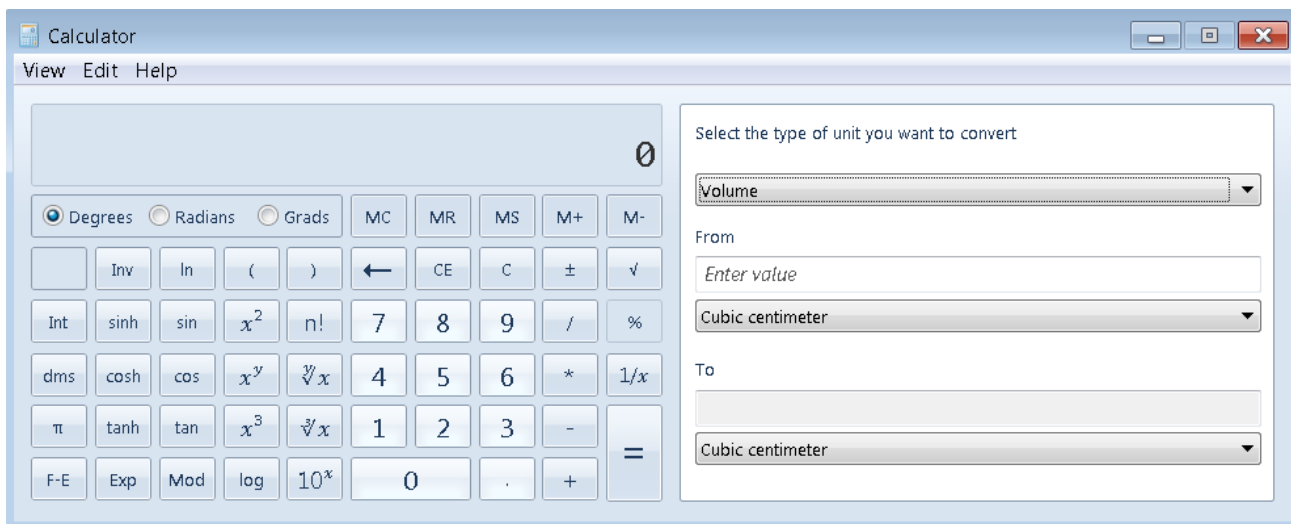 Calculator
View Edit Help
0
Select the type of unit you want to convert
Volume
Degrees Radians Grads MC MR MS M+ M-
From
Inv ln ( ) ← CE C ± √
Enter value
Int sinh sin x² n! 7 8 9 / %
Cubic centimeter
dms cosh cos xʸ ʸ√x 4 5 6 * 1/x
To
π tanh tan x³ ³√x 1 2 3 - =
Cubic centimeter
F-E Exp Mod log 10ˣ 0 . +